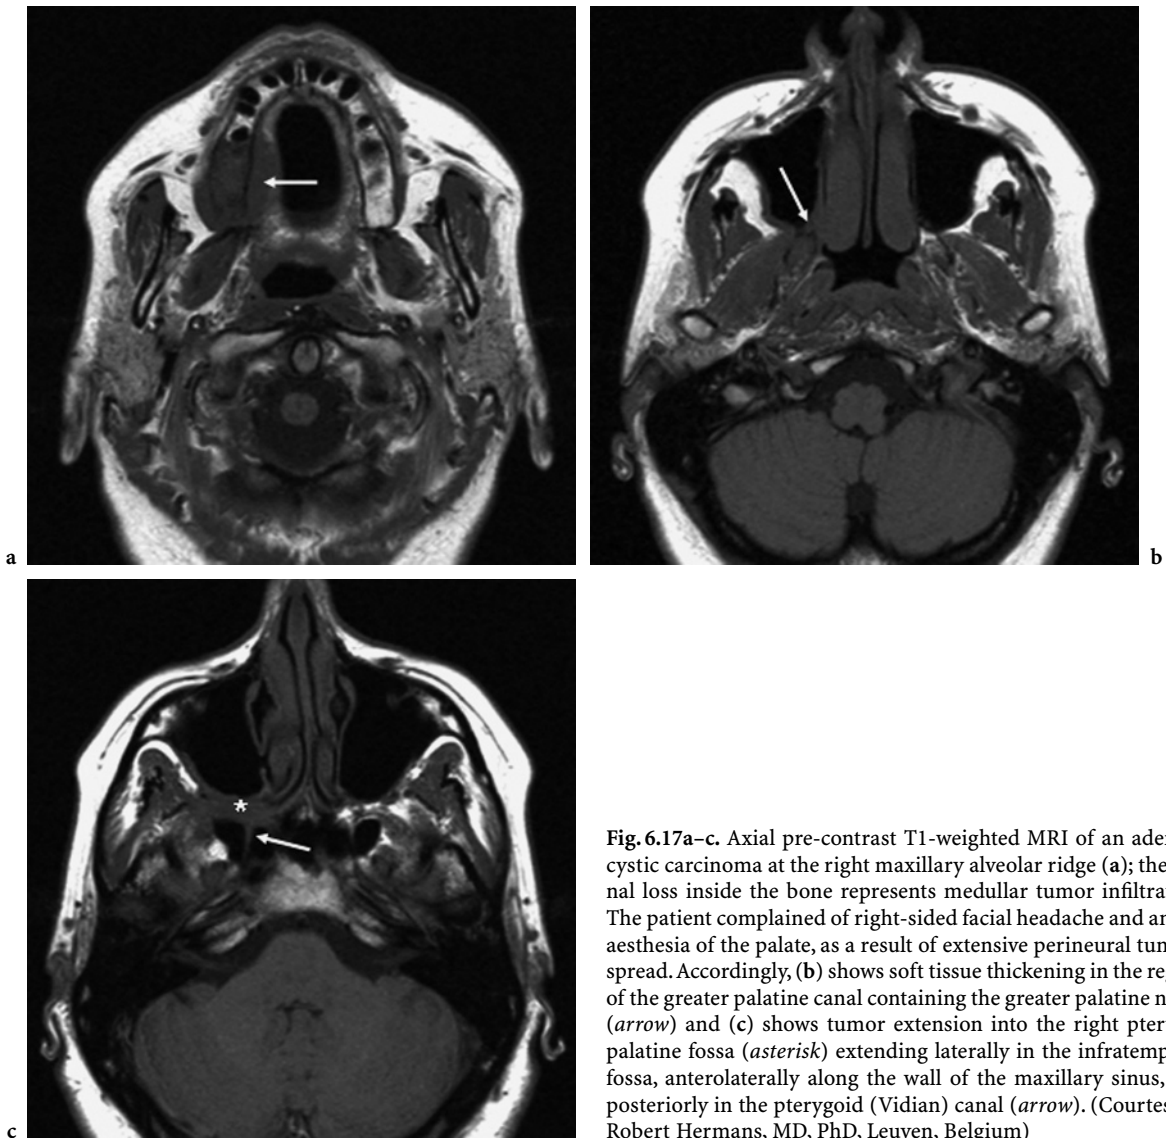 a
b
c
*
Fig. 6.17a–c. Axial pre-contrast T1-weighted MRI of an aden
cystic carcinoma at the right maxillary alveolar ridge (a); the
nal loss inside the bone represents medullar tumor infiltrat
The patient complained of right-sided facial headache and an
aesthesia of the palate, as a result of extensive perineural tun
spread. Accordingly, (b) shows soft tissue thickening in the reg
of the greater palatine canal containing the greater palatine n
(arrow) and (c) shows tumor extension into the right ptery
palatine fossa (asterisk) extending laterally in the infratemp
fossa, anterolaterally along the wall of the maxillary sinus,
posteriorly in the pterygoid (Vidian) canal (arrow). (Courtes
Robert Hermans, MD, PhD, Leuven, Belgium)